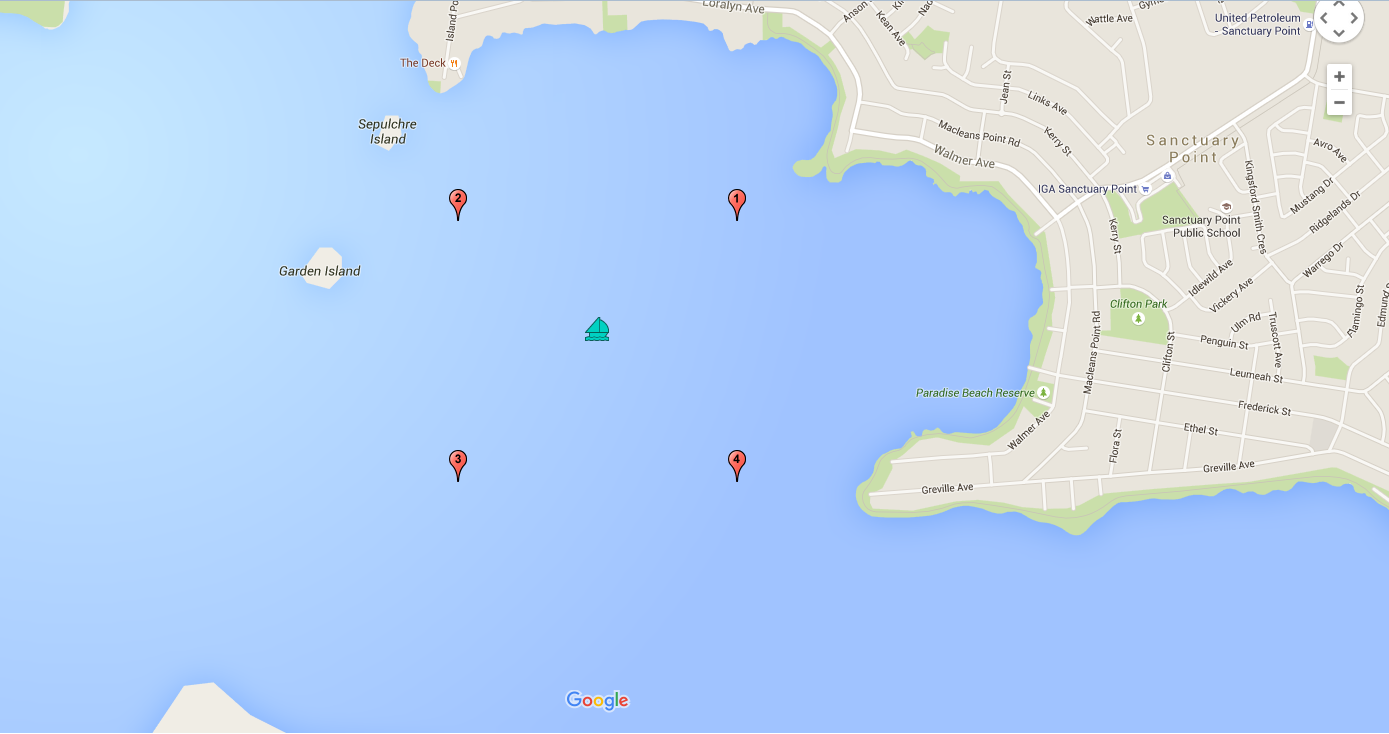 Loralyn Ave
Island Po
Anson
Kean Ave
Wattle Ave
United Petroleum
- Sanctuary Point
The Deck
Jean St
Links Ave
Sepulchre
Island
Macleans Point Rd
Kerry St
Walmer Ave
Sanctuary
Point
Avro Ave
IGA Sanctuary Point
Kingsford Smith Cres
Mustang Dr
Ridgelands Dr
2
1
Sanctuary Point
Public School
Kerry St
Warrego Dr
Garden Island
Idlewild Ave
Vickery Ave
Flamingo St
Edmund
Clifton Park
Ulm Rd
Truscott Ave
Macleans Point Rd
Clifton St
Penguin St
Leumeah St
Paradise Beach Reserve
Frederick St
Walmer Ave
Ethel St
Flora St
3
4
Greville Ave
Greville Ave
Google